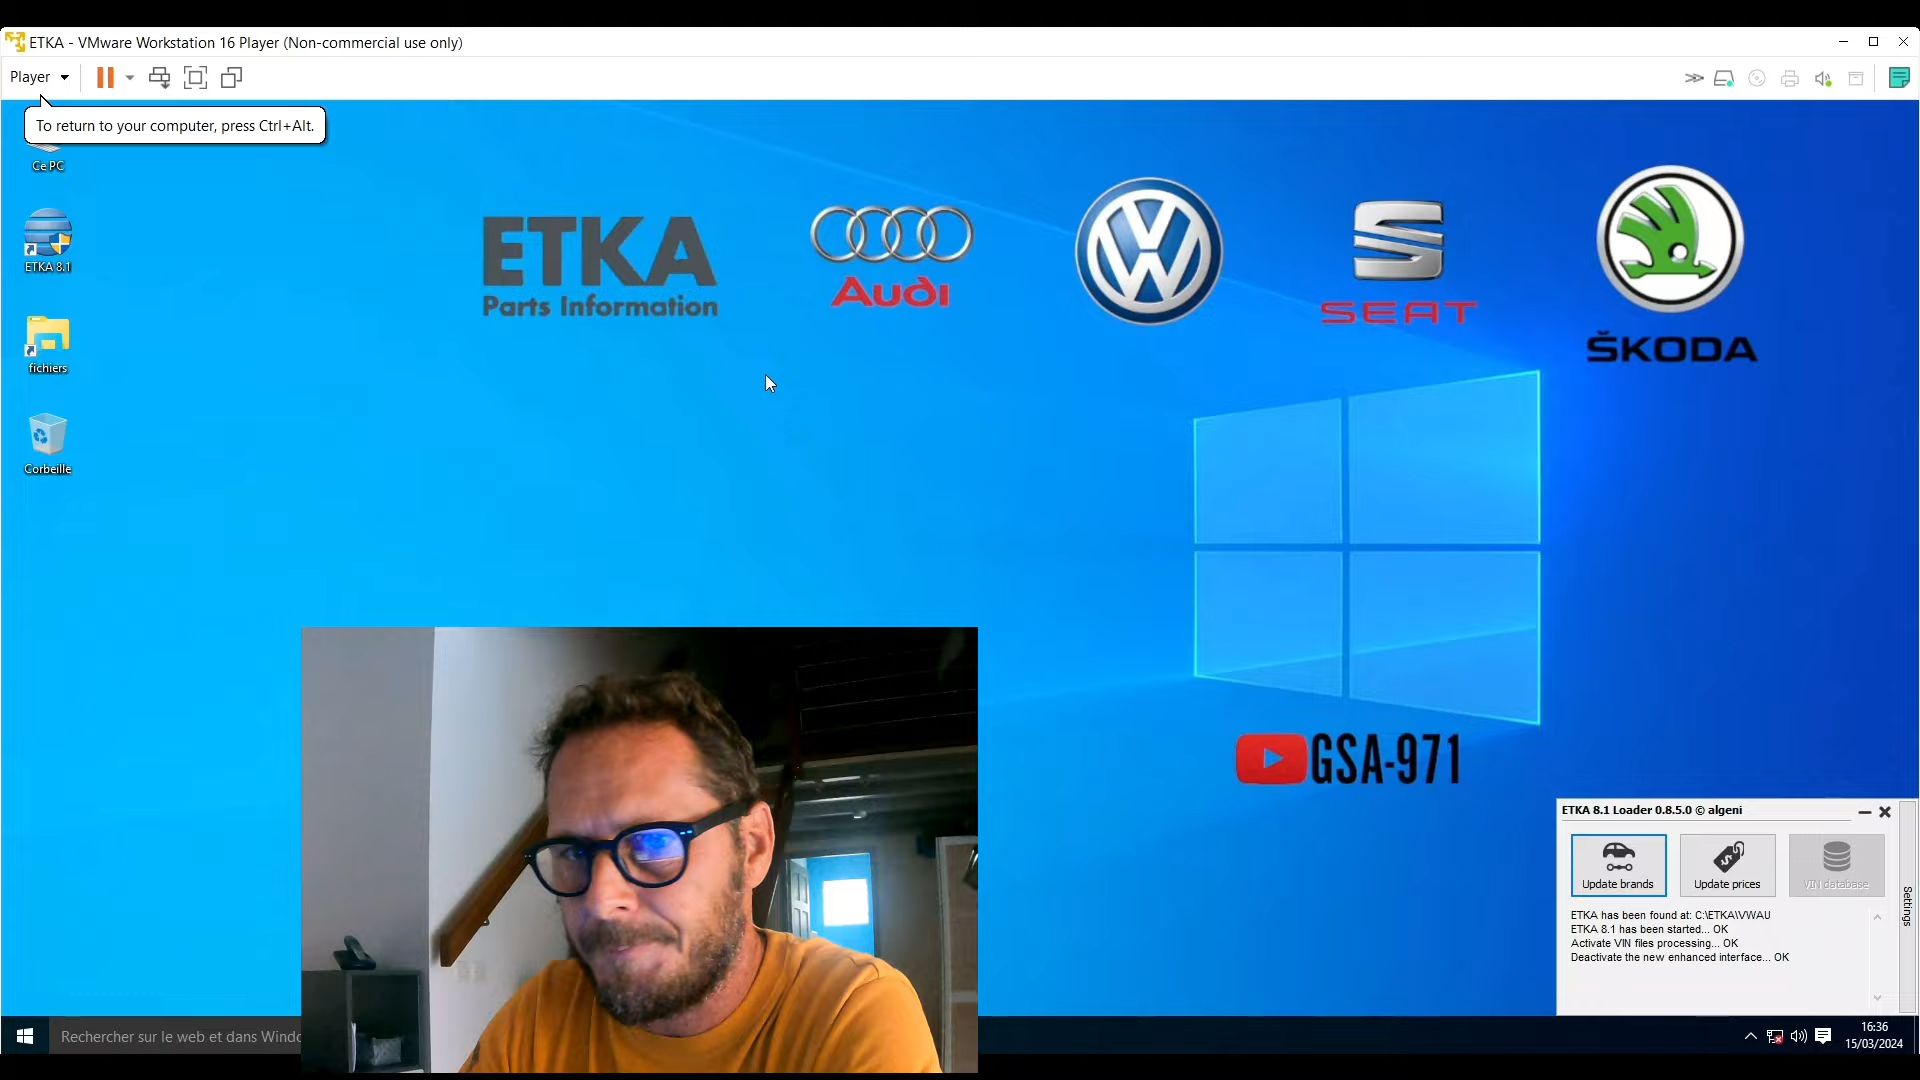 ETKA - VMware Workstation 16 Player (Non-commercial use only)
Player
To return to your computer, press Ctrl+Alt.
Ce PC
ETKA 8.1
fichiers
Corbeille
ETKA
Parts Information
Audi
SEAT
ŠKODA
GSA-971
ETKA 8.1 Loader 0.8.5.0 © algeni
Update brands
Update prices
VIN database
Settings
ETKA has been found at: C:\ETKA\VWAU
ETKA 8.1 has been started... OK
Activate VIN files processing... OK
Deactivate the new enhanced interface... OK
Rechercher sur le web et dans Windo
16:36
15/03/2024